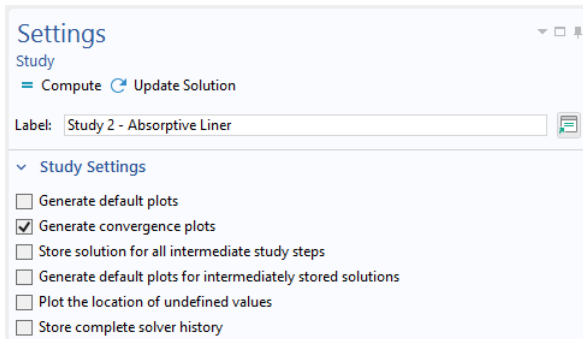 Settings
Study
= Compute Update Solution
Label: Study 2 - Absorptive Liner
Study Settings
Generate default plots
Generate convergence plots
Store solution for all intermediate study steps
Generate default plots for intermediately stored solutions
Plot the location of undefined values
Store complete solver history